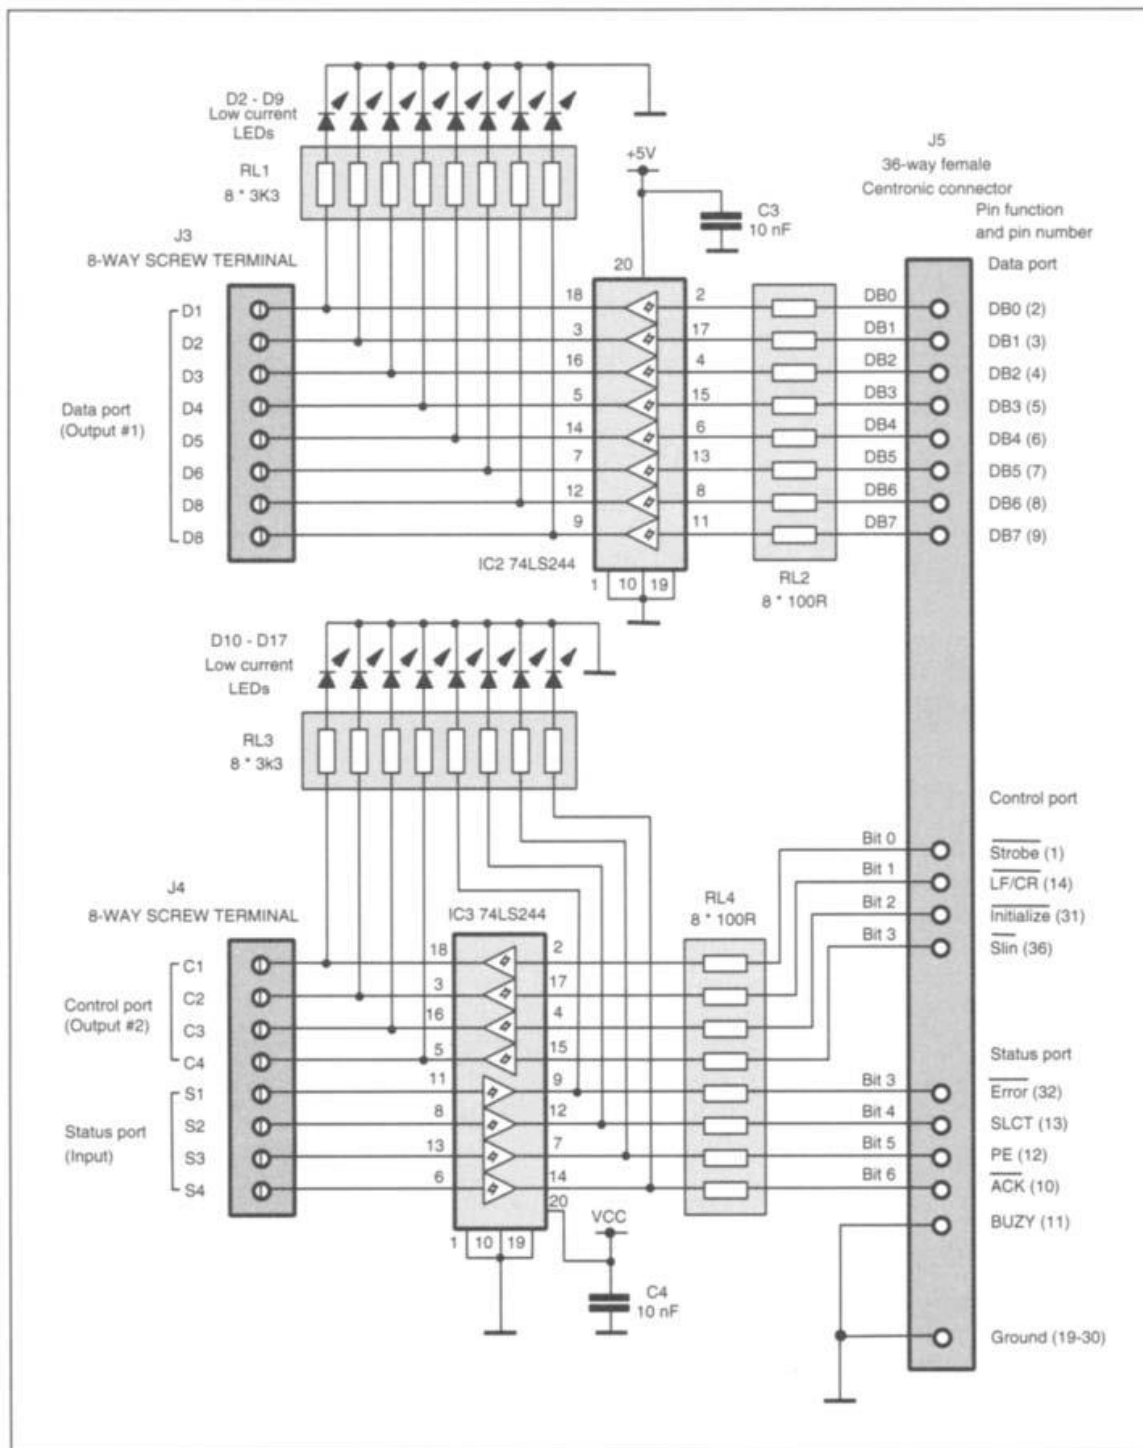 D2 - D9
Low current
LEDs
RL1
8 * 3K3
+5V
C3
10 nF
J5
36-way female
Centronic connector
Pin function
and pin number
Data port
J3
8-WAY SCREW TERMINAL
20
D1
18
2
DB0
DB0 (2)
D2
3
17
DB1
DB1 (3)
D3
16
4
DB2
DB2 (4)
D4
5
15
DB3
DB3 (5)
Data port
(Output #1)
D5
14
6
DB4
DB4 (6)
D6
7
13
DB5
DB5 (7)
D8
12
8
DB6
DB6 (8)
D8
9
11
DB7
DB7 (9)
IC2 74LS244
1
10
19
RL2
8 * 100R
D10 - D17
Low current
LEDs
RL3
8 * 3k3
Control port
Bit 0
Strobe (1)
Bit 1
LF/CR (14)
Bit 2
Initialize (31)
Bit 3
Slin (36)
J4
8-WAY SCREW TERMINAL
IC3 74LS244
RL4
8 * 100R
C1
18
2
C2
3
17
Control port
(Output #2)
C3
16
4
C4
5
15
Status port
S1
11
9
Bit 3
Error (32)
S2
8
12
Bit 4
SLCT (13)
Status port
(Input)
S3
13
7
Bit 5
PE (12)
S4
6
14
Bit 6
ACK (10)
20
VCC
BUZY (11)
1
10
19
C4
10 nF
Ground (19-30)